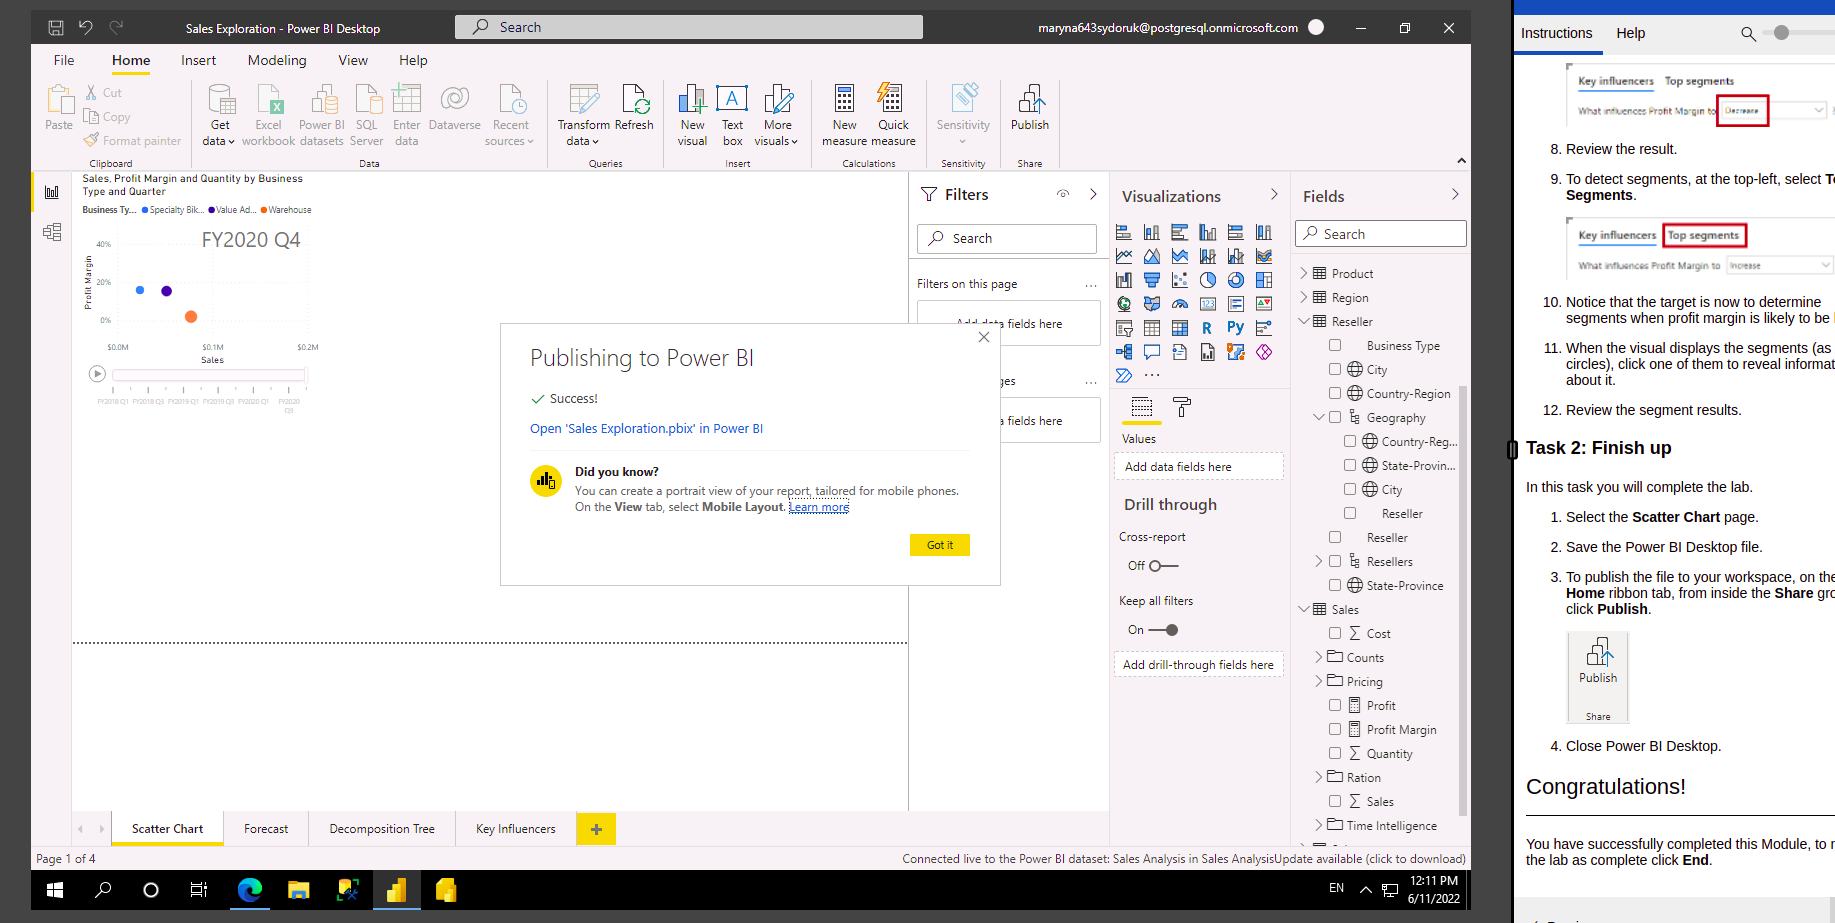 Sales Exploration - Power BI Desktop
Search
maryna643sydoruk@postgresql.onmicrosoft.com
File Home Insert Modeling View Help
Paste
Cut
Copy
Format painter
Clipboard
Get data
Excel workbook
Power BI datasets
SQL Server
Enter data
Dataverse
Recent sources
Data
Transform data
Refresh
Queries
New visual
Text box
More visuals
Insert
New measure
Quick measure
Calculations
Sensitivity
Sensitivity
Publish
Share
Sales, Profit Margin and Quantity by Business
Type and Quarter
Business Ty... Specialty Bik... Value Ad... Warehouse
FY2020 Q4
40%
20%
0%
Profit Margin
$0.0M $0.1M $0.2M
Sales
FY2018 Q1 FY2018 Q3 FY2019 Q1 FY2019 Q3 FY2020 Q1 FY2020 Q3
Publishing to Power BI
Success!
Open 'Sales Exploration.pbix' in Power BI
Did you know?
You can create a portrait view of your report, tailored for mobile phones.
On the View tab, select Mobile Layout. Learn more
Got it
Filters
Search
Filters on this page
...
Add data fields here
ges
...
a fields here
Visualizations
R Py
123
...
Values
Add data fields here
Drill through
Cross-report
Off
Keep all filters
On
Add drill-through fields here
Fields
Search
Product
Region
Reseller
Business Type
City
Country-Region
Geography
Country-Reg...
State-Provin...
City
Reseller
Reseller
Resellers
State-Province
Sales
Cost
Counts
Pricing
Profit
Profit Margin
Quantity
Ration
Sales
Time Intelligence
Scatter Chart Forecast Decomposition Tree Key Influencers +
Page 1 of 4
Connected live to the Power BI dataset: Sales Analysis in Sales Analysis
Update available (click to download)
EN
12:11 PM
6/11/2022
Instructions Help
Key influencers Top segments
What influences Profit Margin to Decrease
8. Review the result.
9. To detect segments, at the top-left, select
Segments.
Key influencers Top segments
What influences Profit Margin to Increase
10. Notice that the target is now to determine
segments when profit margin is likely to be
11. When the visual displays the segments (as
circles), click one of them to reveal
about it.
12. Review the segment results.
Task 2: Finish up
In this task you will complete the lab.
1. Select the Scatter Chart page.
2. Save the Power BI Desktop file.
3. To publish the file to your workspace, on the
Home ribbon tab, from inside the Share
click Publish.
Publish
Share
4. Close Power BI Desktop.
Congratulations!
You have successfully completed this Module, to
the lab as complete click End.